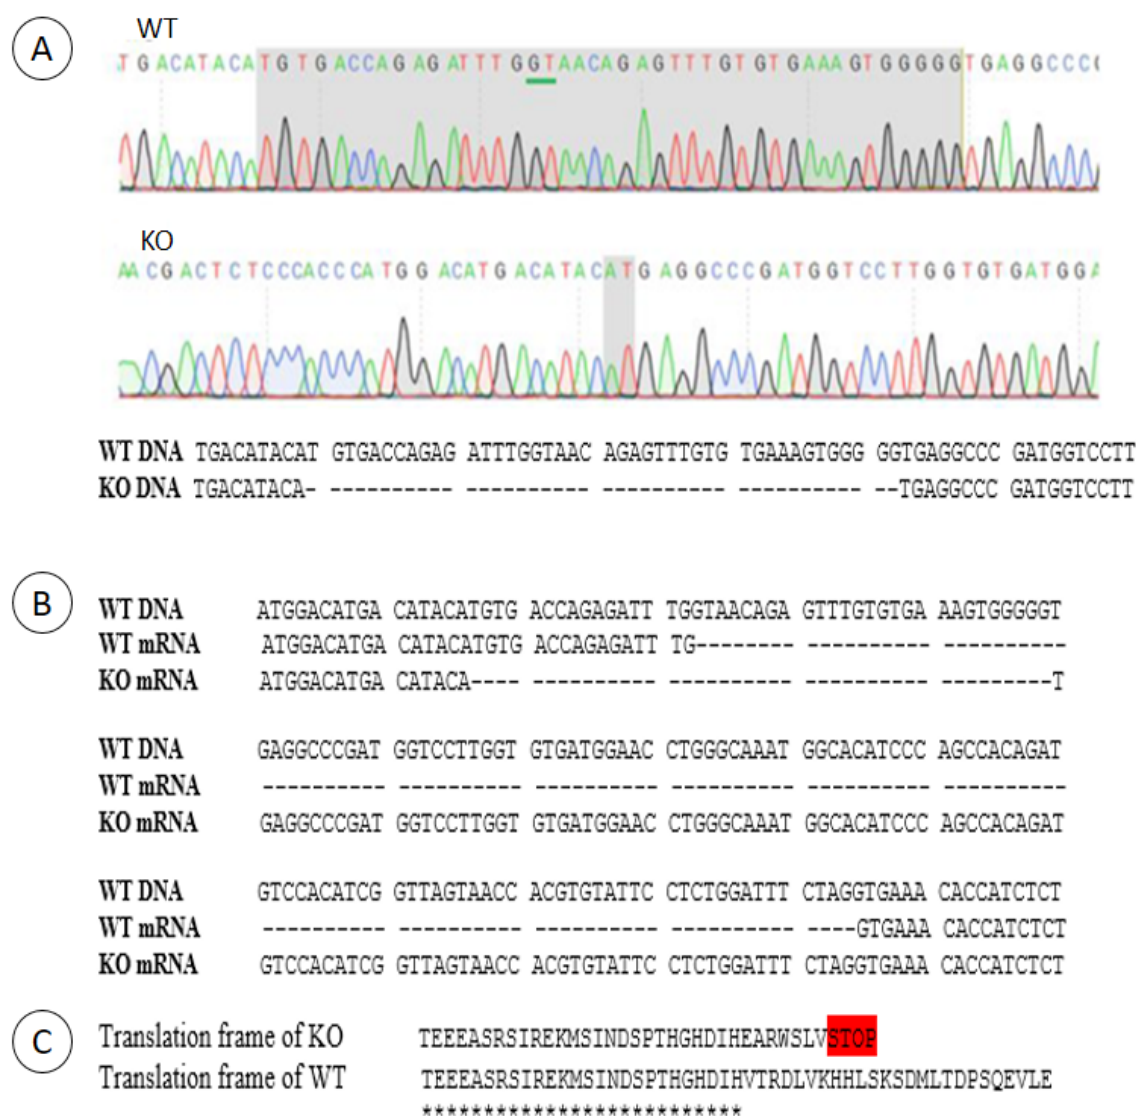 A
WT
TGACATACATGTGACCAGAGATTTGGTAACAGAGTTTGTGTGAAAGTGGGGGTGAGGCCC
KO
AACGACTCTCCCACCCATGGACATGACATACATGAGGCCCGATGGTCCTTGGTGTGATGGA
WT DNA TGACATACAT GTGACCAGAG ATTTGGTAAC AGAGTTTGTG TGAAAGTGGG GGTGAGGCCC GATGGTCCTT
KO DNA TGACATACA- ---------- ---------- ---------- ---------- --TGAGGCCC GATGGTCCTT
B
WT DNA ATGGACATGA CATACATGTG ACCAGAGATT TGGTAACAGA GTTTGTGTGA AAGTGGGGGT
WT mRNA ATGGACATGA CATACATGTG ACCAGAGATT TG-------- ---------- ----------
KO mRNA ATGGACATGA CATACA---- ---------- ---------- ---------- ---------T
WT DNA GAGGCCCGAT GGTCCTTGGT GTGATGGAAC CTGGGCAAAT GGCACATCCC AGCCACAGAT
WT mRNA ---------- ---------- ---------- ---------- ---------- ----------
KO mRNA GAGGCCCGAT GGTCCTTGGT GTGATGGAAC CTGGGCAAAT GGCACATCCC AGCCACAGAT
WT DNA GTCCACATCG GTTAGTAACC ACGTGTATTC CTCTGGATTT CTAGGTGAAA CACCATCTCT
WT mRNA ---------- ---------- ---------- ---------- ----GTGAAA CACCATCTCT
KO mRNA GTCCACATCG GTTAGTAACC ACGTGTATTC CTCTGGATTT CTAGGTGAAA CACCATCTCT
C
Translation frame of KO TEEEASRSIREKMSINDSPTHGHDIHEARWSLVSTOP
Translation frame of WT TEEEASRSIREKMSINDSPTHGHDIHVTRDLVKHHLSKSDMLTDPSQEVLE
**************************